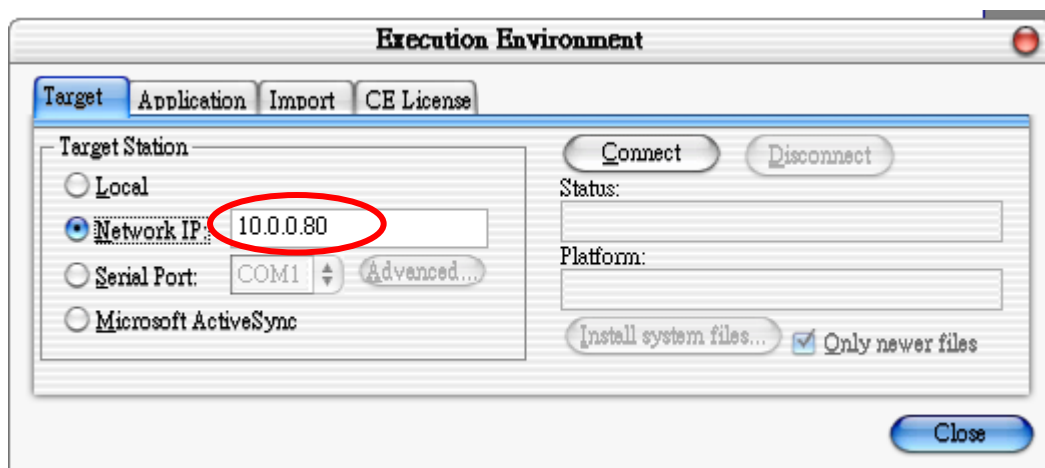 Execution Environment
Target Application Import CE License
Target Station
Local
Network IP: 10.0.0.80
Serial Port: COM1 Advanced...
Microsoft ActiveSync
Connect Disconnect
Status:
Platform:
Install system files... Only newer files
Close